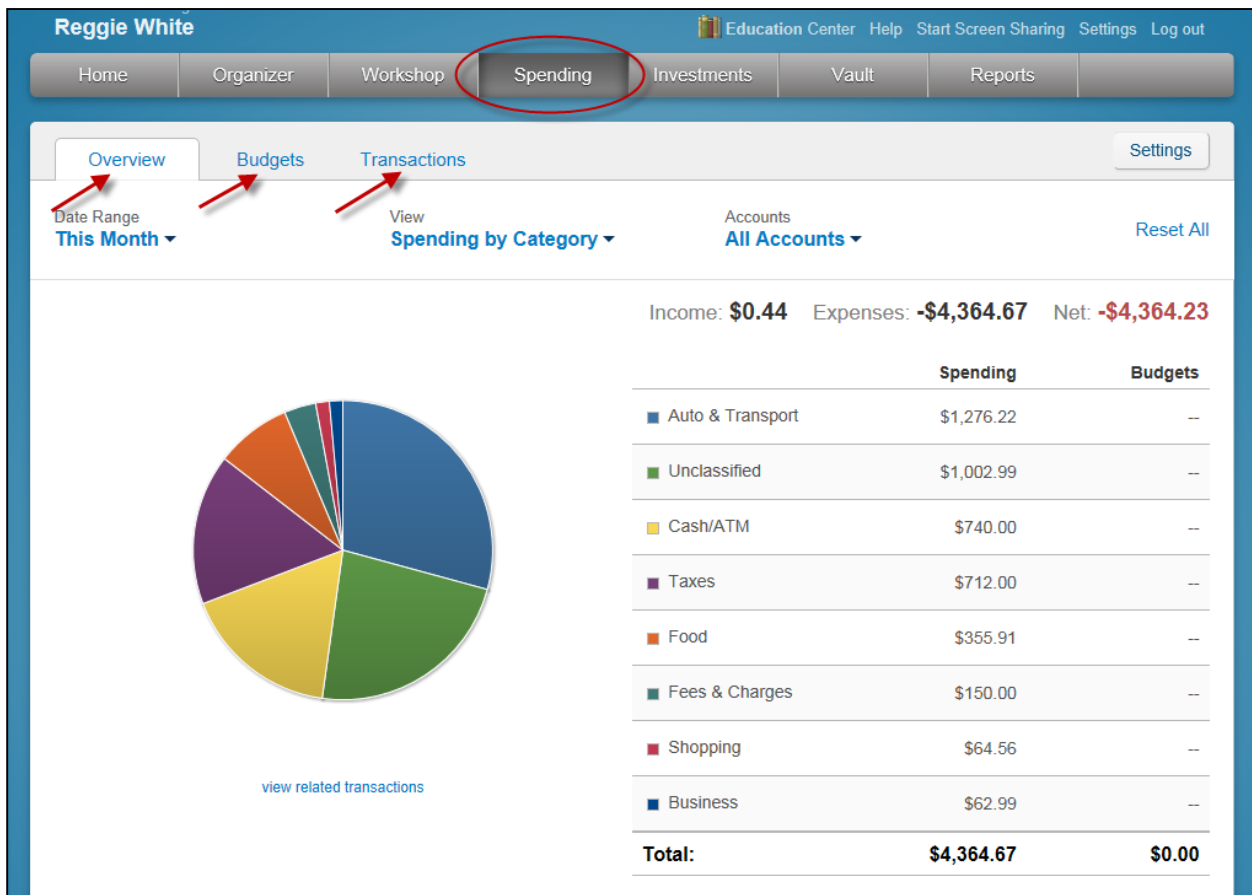 Reggie White
Education Center Help Start Screen Sharing Settings Log out
Home Organizer Workshop Spending Investments Vault Reports
Overview Budgets Transactions Settings
Date Range View Accounts
This Month Spending by Category All Accounts Reset All
Income: $0.44 Expenses: -$4,364.67 Net: -$4,364.23
Spending Budgets
Auto & Transport $1,276.22 --
Unclassified $1,002.99 --
Cash/ATM $740.00 --
Taxes $712.00 --
Food $355.91 --
Fees & Charges $150.00 --
Shopping $64.56 --
view related transactions
Business $62.99 --
Total: $4,364.67 $0.00